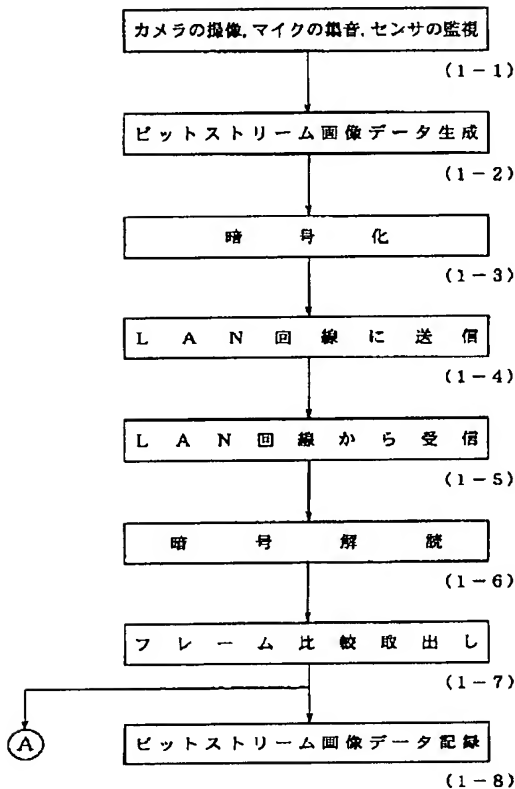 カメラの撮像,マイクの集音,センサの監視
(1-1)
ビットストリーム画像データ生成
(1-2)
暗号化
(1-3)
LAN回線に送信
(1-4)
LAN回線から受信
(1-5)
暗号解読
(1-6)
フレーム比較取出し
(1-7)
A
ビットストリーム画像データ記録
(1-8)